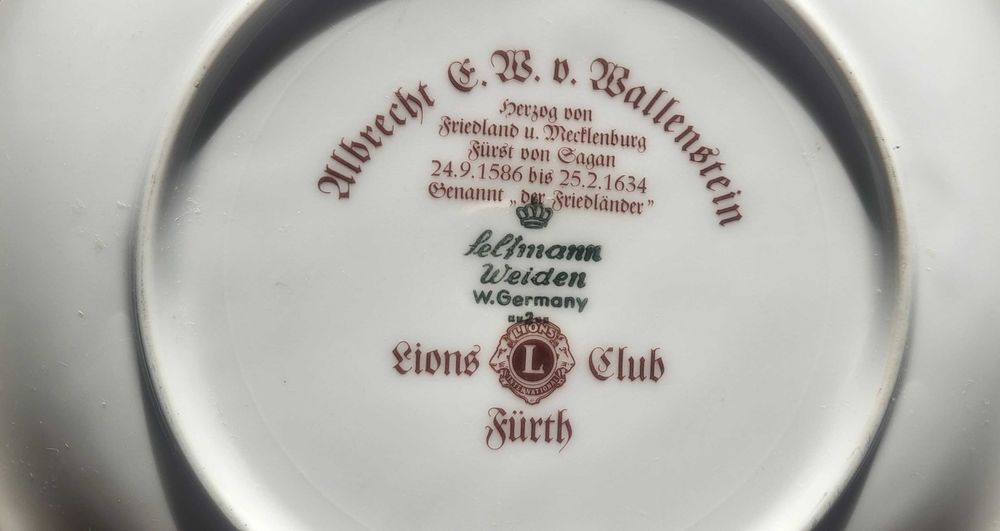 Albrecht E. W. v. Wallenstein
Herzog von
Friedland u. Mecklenburg
Fürst von Sagan
24.9.1586 bis 25.2.1634
Genannt „der Friedländer”
Seltmann
Weiden
W.Germany
Lions Club
LIONS
L
INTERNATIONAL
Fürth